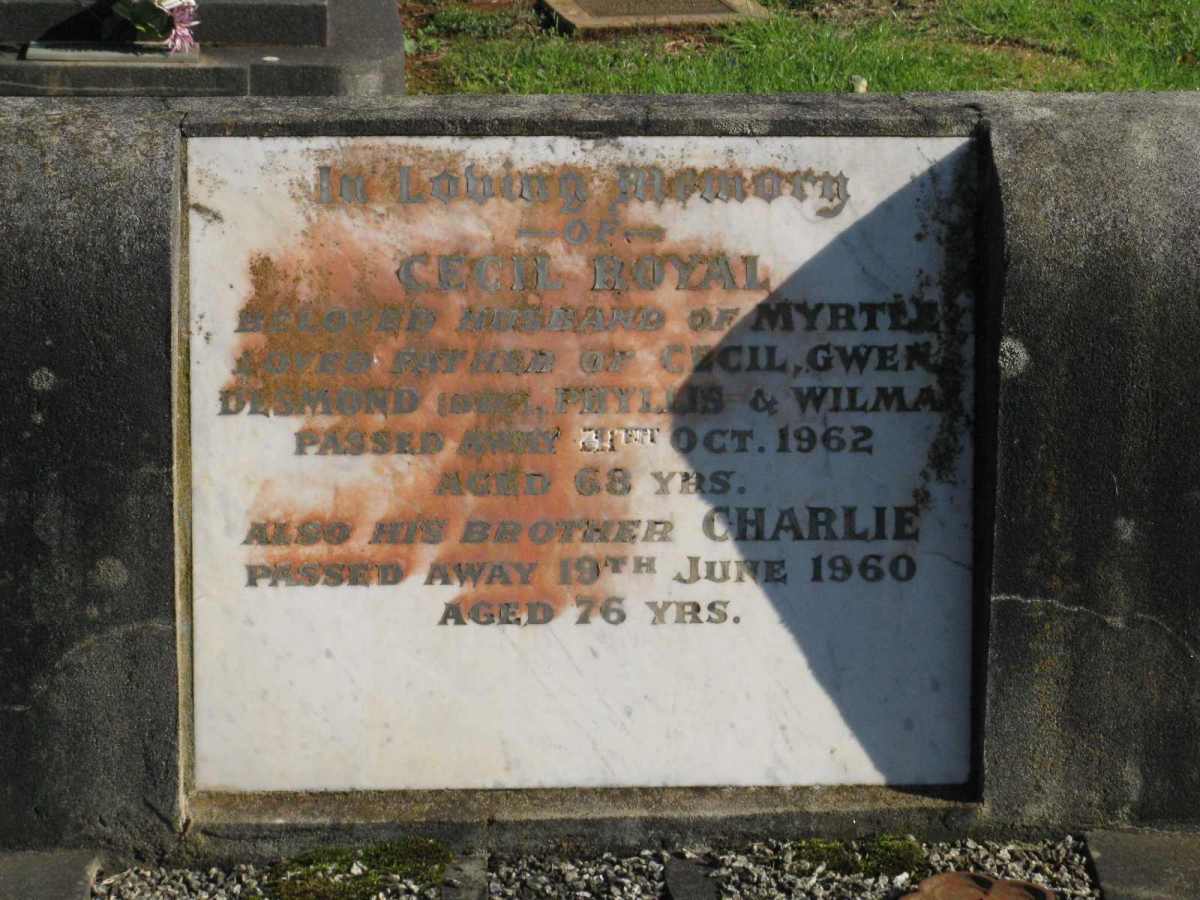 In Loving Memory
— OF —
CECIL ROYAL
BELOVED HUSBAND OF MYRTLE
LOVED FATHER OF CECIL, GWEN,
DESMOND (DEC.), PHYLLIS & WILMA
PASSED AWAY OCT. 1962
AGED 68 YRS.
ALSO HIS BROTHER CHARLIE
PASSED AWAY 19TH JUNE 1960
AGED 76 YRS.